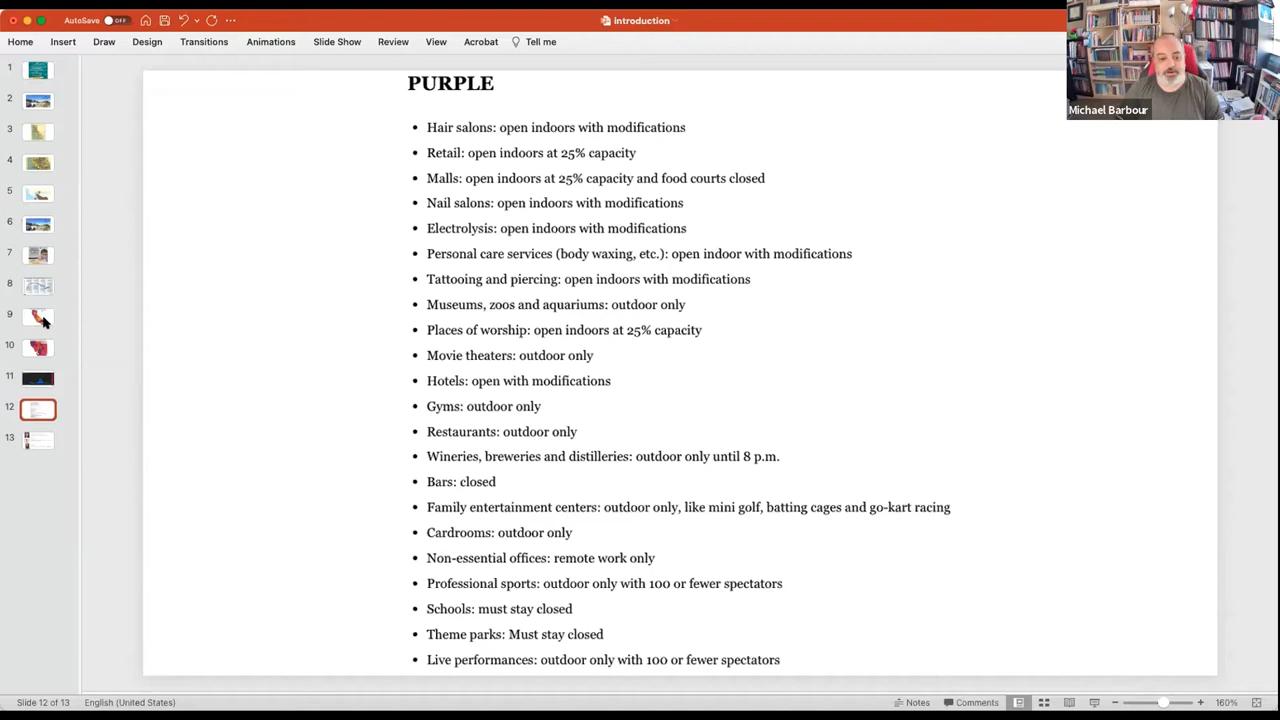 AutoSave
OFF
introduction
Home Insert Draw Design Transitions Animations Slide Show Review View Acrobat Tell me
Michael Barbour
1
2
3
4
5
6
7
8
9
10
11
12
13
PURPLE
• Hair salons: open indoors with modifications
• Retail: open indoors at 25% capacity
• Malls: open indoors at 25% capacity and food courts closed
• Nail salons: open indoors with modifications
• Electrolysis: open indoors with modifications
• Personal care services (body waxing, etc.): open indoor with modifications
• Tattooing and piercing: open indoors with modifications
• Museums, zoos and aquariums: outdoor only
• Places of worship: open indoors at 25% capacity
• Movie theaters: outdoor only
• Hotels: open with modifications
• Gyms: outdoor only
• Restaurants: outdoor only
• Wineries, breweries and distilleries: outdoor only until 8 p.m.
• Bars: closed
• Family entertainment centers: outdoor only, like mini golf, batting cages and go-kart racing
• Cardrooms: outdoor only
• Non-essential offices: remote work only
• Professional sports: outdoor only with 100 or fewer spectators
• Schools: must stay closed
• Theme parks: Must stay closed
• Live performances: outdoor only with 100 or fewer spectators
Slide 12 of 13 English (United States) Notes Comments 160%